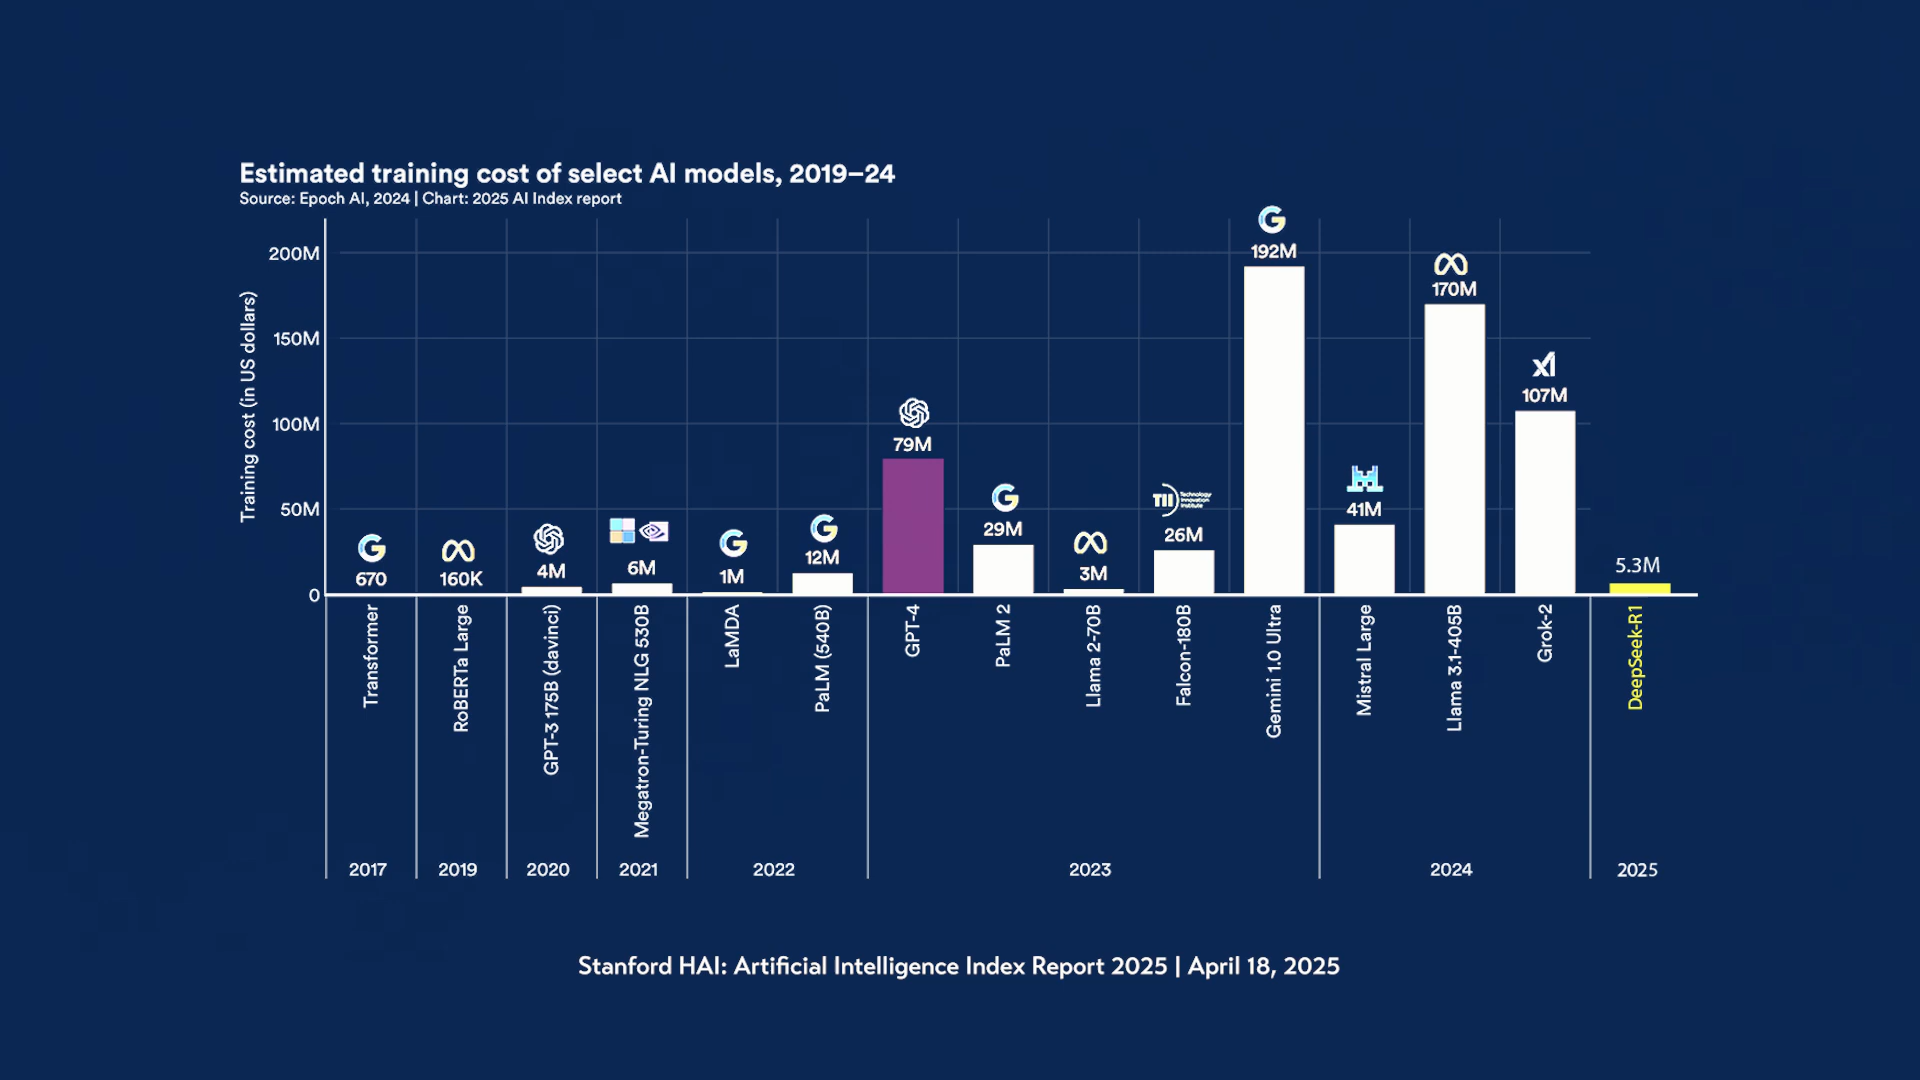 Estimated training cost of select AI models, 2019–24
Source: Epoch AI, 2024 | Chart: 2025 AI Index report
Training cost (in US dollars)
200M
150M
100M
50M
0
670
160K
4M
6M
1M
12M
79M
29M
3M
Technology
Innovation
Institute
TII
26M
192M
41M
170M
xI
107M
5.3M
Transformer
RoBERTa Large
GPT-3 175B (davinci)
Megatron-Turing NLG 530B
LaMDA
PaLM (540B)
GPT-4
PaLM 2
Llama 2-70B
Falcon-180B
Gemini 1.0 Ultra
Mistral Large
Llama 3.1-405B
Grok-2
DeepSeek-R1
2017
2019
2020
2021
2022
2023
2024
2025
Stanford HAI: Artificial Intelligence Index Report 2025 | April 18, 2025